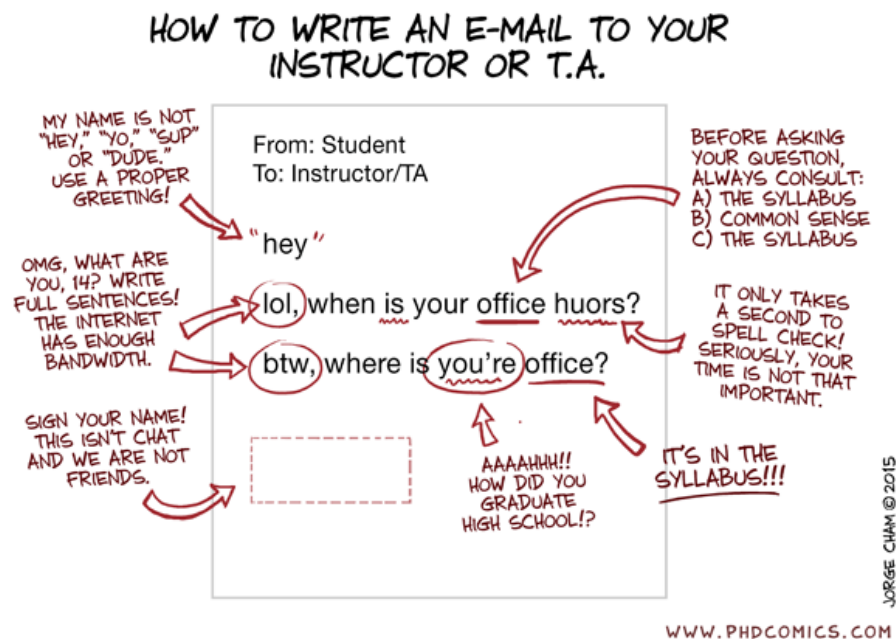 HOW TO WRITE AN E-MAIL TO YOUR
INSTRUCTOR OR T.A.
MY NAME IS NOT
"HEY," "YO," "SUP"
OR "DUDE."
USE A PROPER
GREETING!
OMG, WHAT ARE
YOU, 14? WRITE
FULL SENTENCES!
THE INTERNET
HAS ENOUGH
BANDWIDTH.
SIGN YOUR NAME!
THIS ISN'T CHAT
AND WE ARE NOT
FRIENDS.
From: Student
To: Instructor/TA
"hey"
lol, when is your office huors?
btw, where is you're office?
AAAAHHH!!
HOW DID YOU
GRADUATE
HIGH SCHOOL!?
BEFORE ASKING
YOUR QUESTION,
ALWAYS CONSULT:
A) THE SYLLABUS
B) COMMON SENSE
C) THE SYLLABUS
IT ONLY TAKES
A SECOND TO
SPELL CHECK!
SERIOUSLY, YOUR
TIME IS NOT THAT
IMPORTANT.
IT'S IN THE
SYLLABUS!!!
JORGE CHAM © 2015
WWW.PHDCOMICS.COM